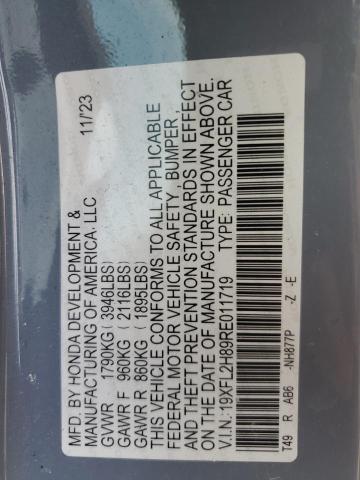 MFD. BY HONDA DEVELOPMENT & 11/'23
MANUFACTURING OF AMERICA, LLC
GVWR 1790KG ( 3946LBS)
GAWR F 960KG ( 2116LBS)
GAWR R 860KG ( 1895LBS)
THIS VEHICLE CONFORMS TO ALL APPLICABLE
FEDERAL MOTOR VEHICLE SAFETY , BUMPER ,
THEFT PREVENTION STANDARDS IN EFFECT
ON THE DATE OF MANUFACTURE SHOWN ABOVE.
V.I.N.: 19XFL2H89RE011719 TYPE: PASSENGER CAR
T49 R AB6 -NH877P -Z -E